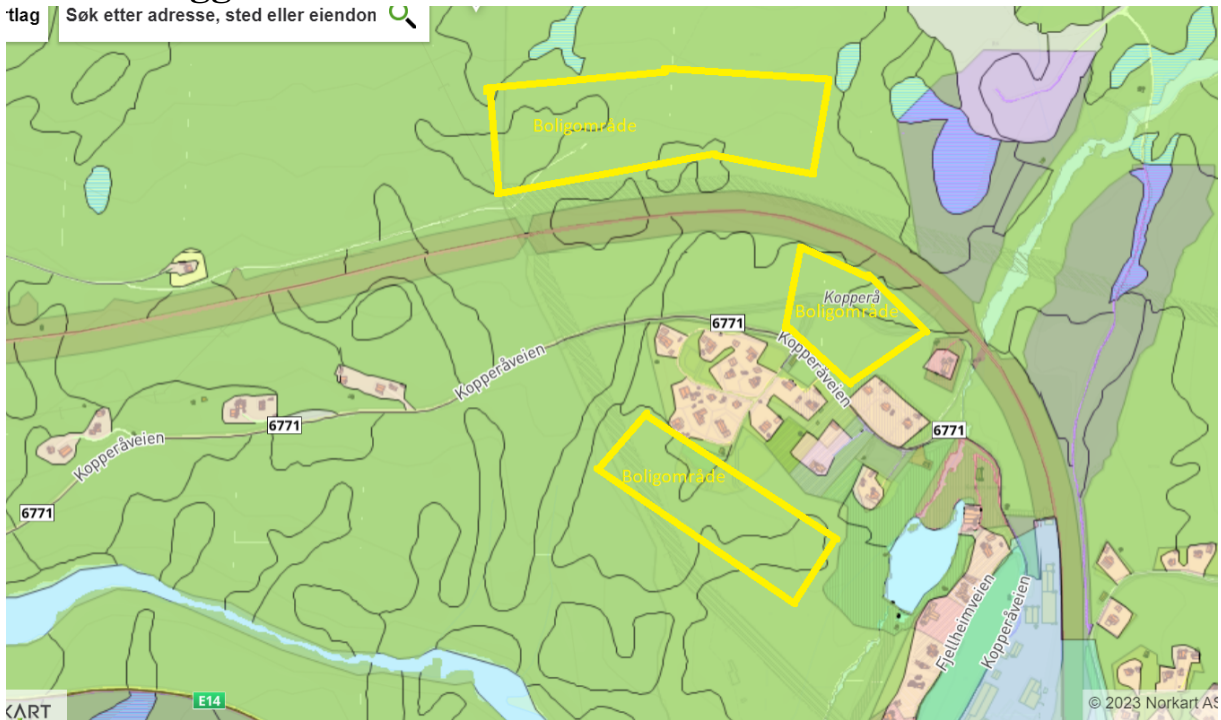 tlag
Søk etter adresse, sted eller eiendon
Boligområde
Kopperå
Boligområde
6771
Kopperåveien
Kopperåveien
6771
6771
Kopperåveien
Boligområde
6771
Fjellheimveien
Kopperåveien
E14
KART
© 2023 Norkart AS